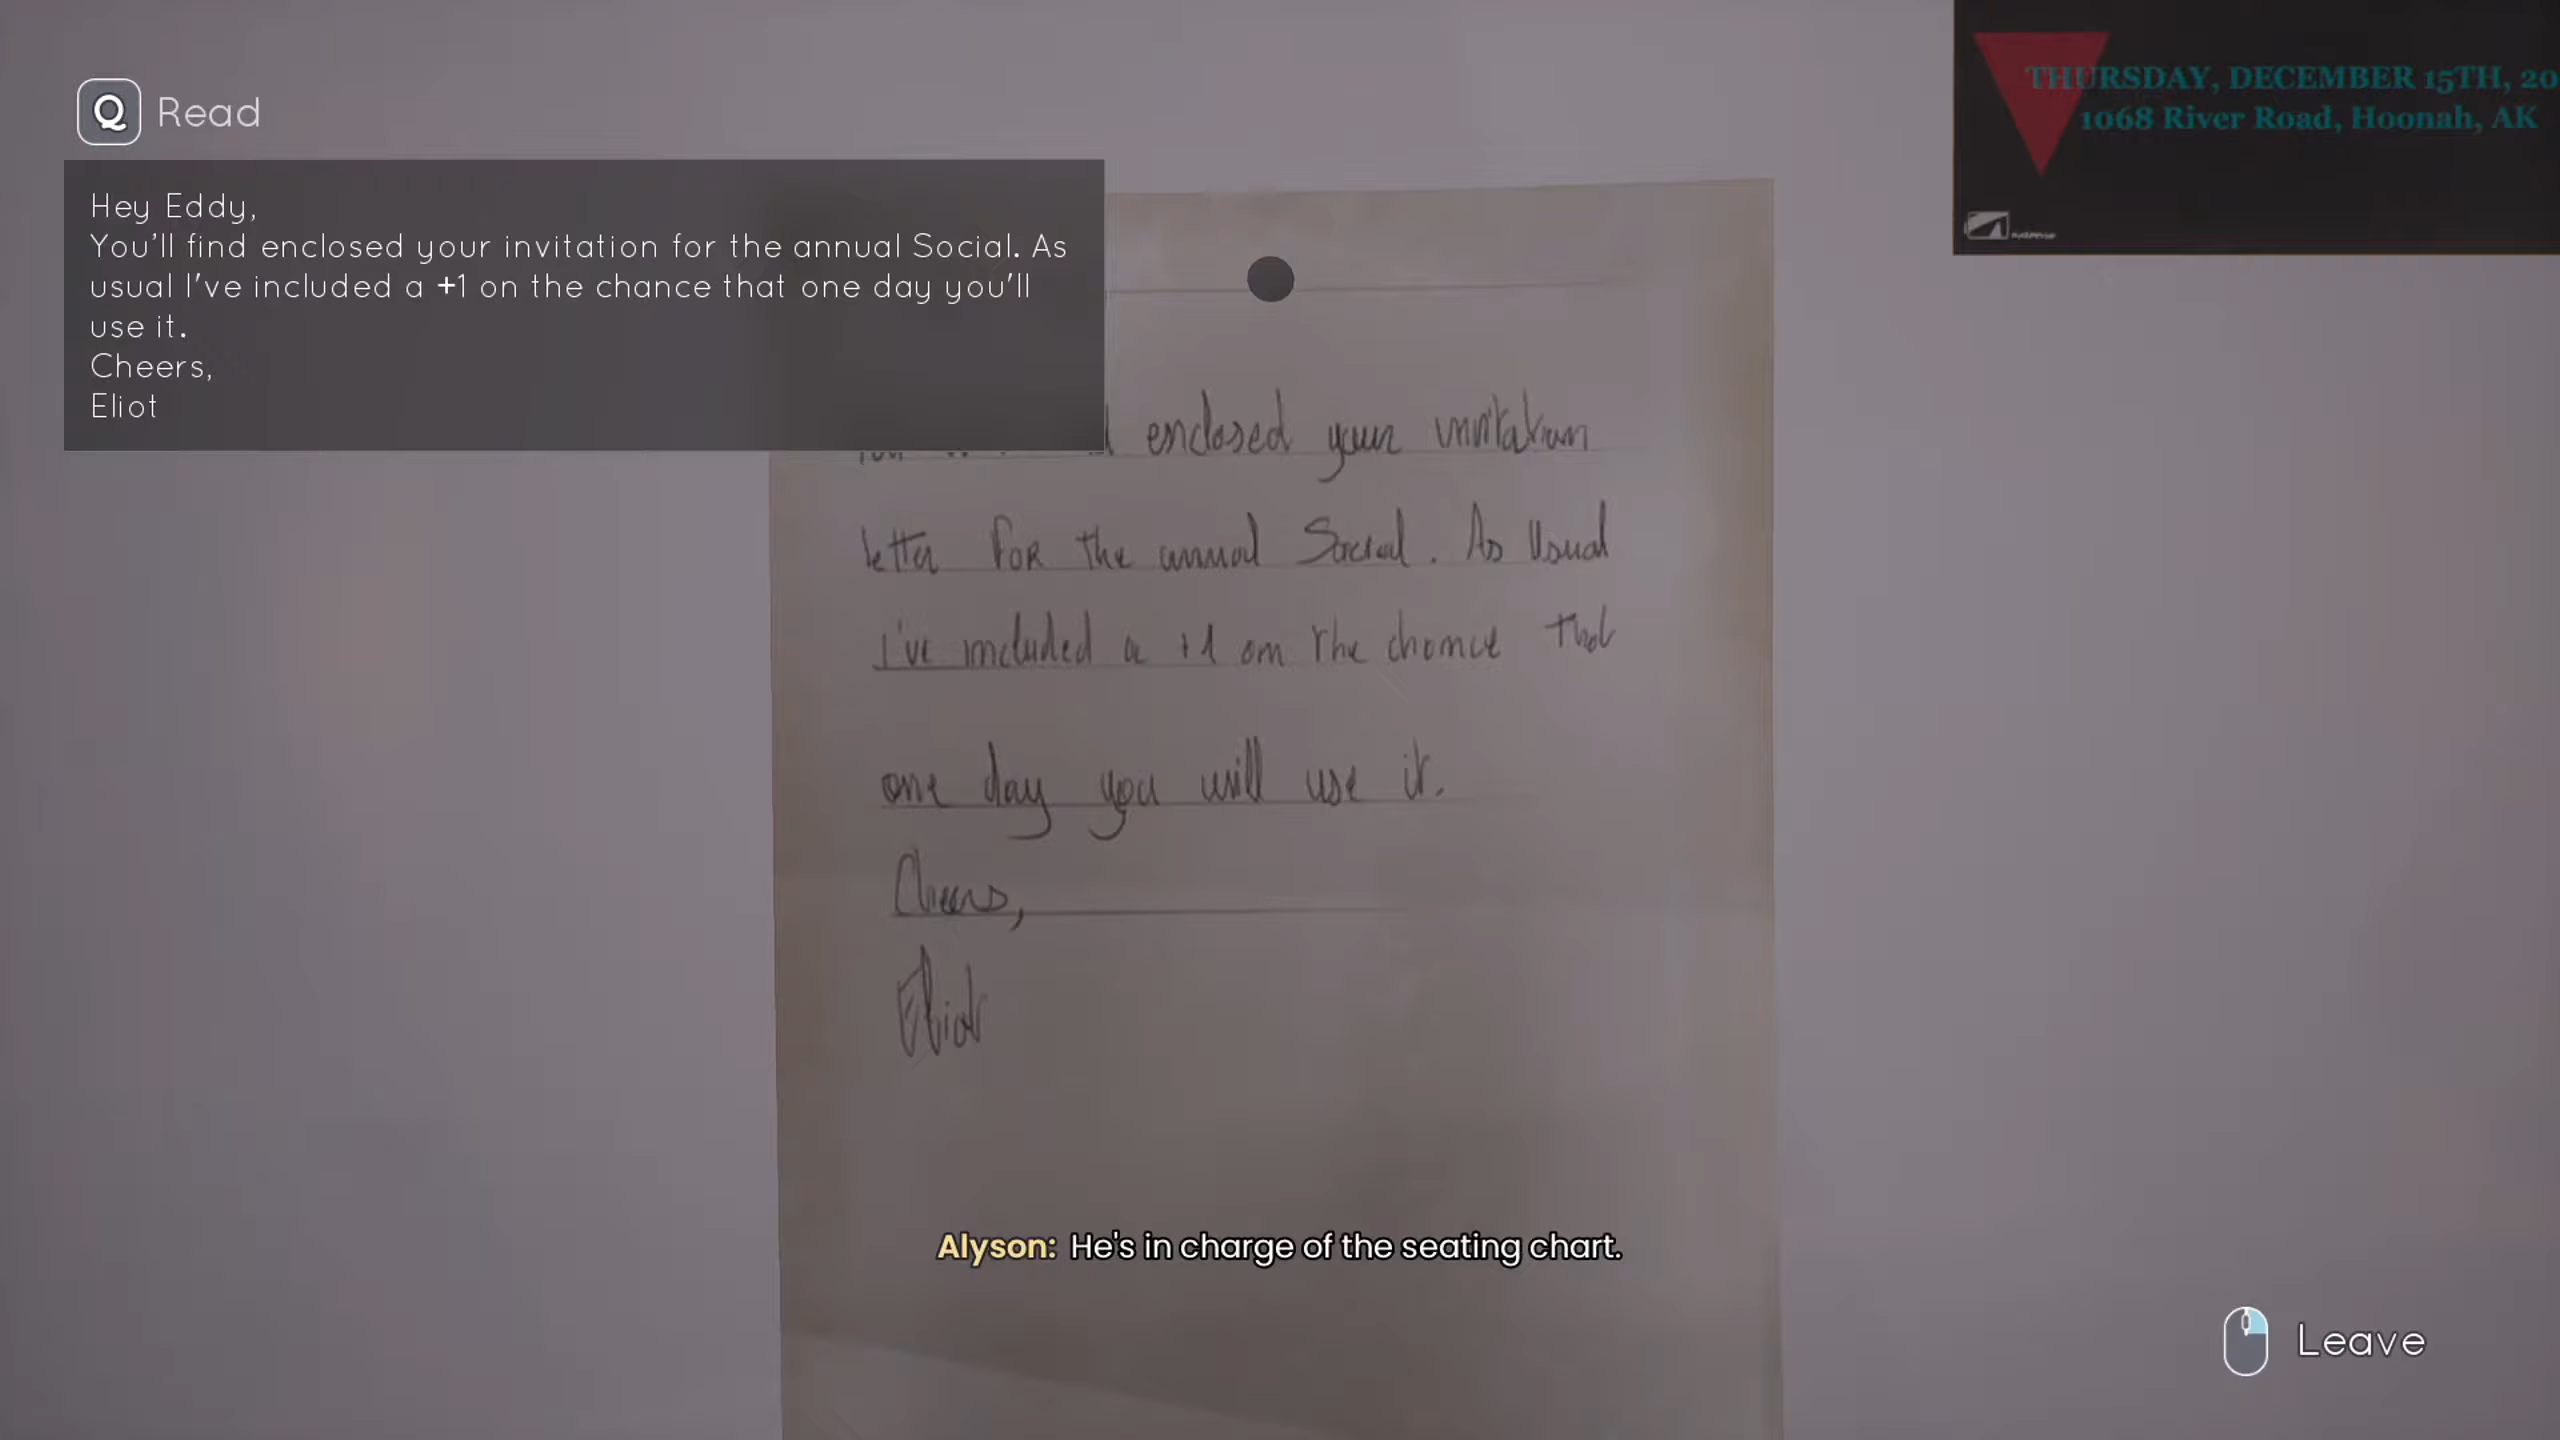 Q Read
THURSDAY, DECEMBER 15TH, 20
1068 River Road, Hoonah, AK
Hey Eddy,
You'll find enclosed your invitation for the annual Social. As
usual I've included a +1 on the chance that one day you'll
use it.
Cheers,
Eliot
enclosed your invitation
letter FOR the annual Social. As Usual
I've included a +1 on the chance that
one day you will use it.
Cheers,
Eliot
Alyson: He's in charge of the seating chart.
Leave